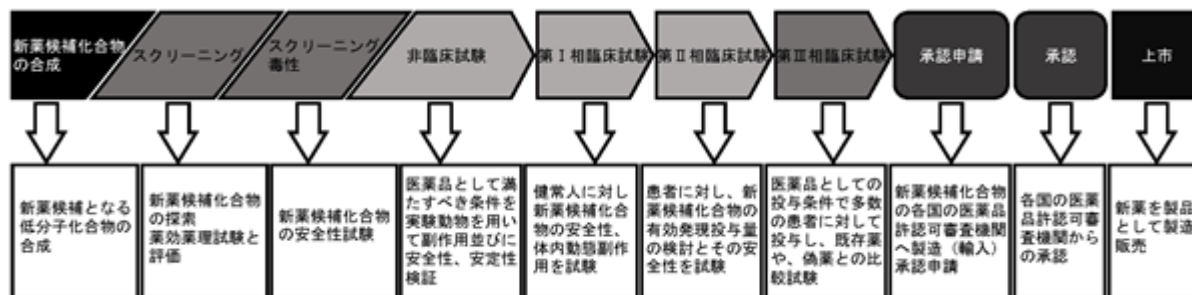 新薬候補化合物
の合成
スクリーニング
スクリーニング
毒性
非臨床試験
第Ⅰ相臨床試験
第Ⅱ相臨床試験
第Ⅲ相臨床試験
承認申請
承認
上市
新薬候補となる
低分子化合物の
合成
新薬候補化合物
の探索
薬効薬理試験と
評価
新薬候補化合物
の安全性試験
医薬品として満
たすべき条件を
実験動物を用い
て副作用並びに
安全性、安定性
検証
健常人に対し
新薬候補化合
物の安全性、
体内動態副作
用を試験
患者に対し、新
薬候補化合物の
有効発現投与量
の検討とその安
全性を試験
医薬品としての
投与条件で多数
の患者に対して
投与し、既存薬
や、偽薬との比
較試験
新薬候補化合物
の各国の医薬品
許認可審査機関
へ製造（輸入）
承認申請
各国の医薬
品許認可審
査機関から
の承認
新薬を製品
として製造
販売